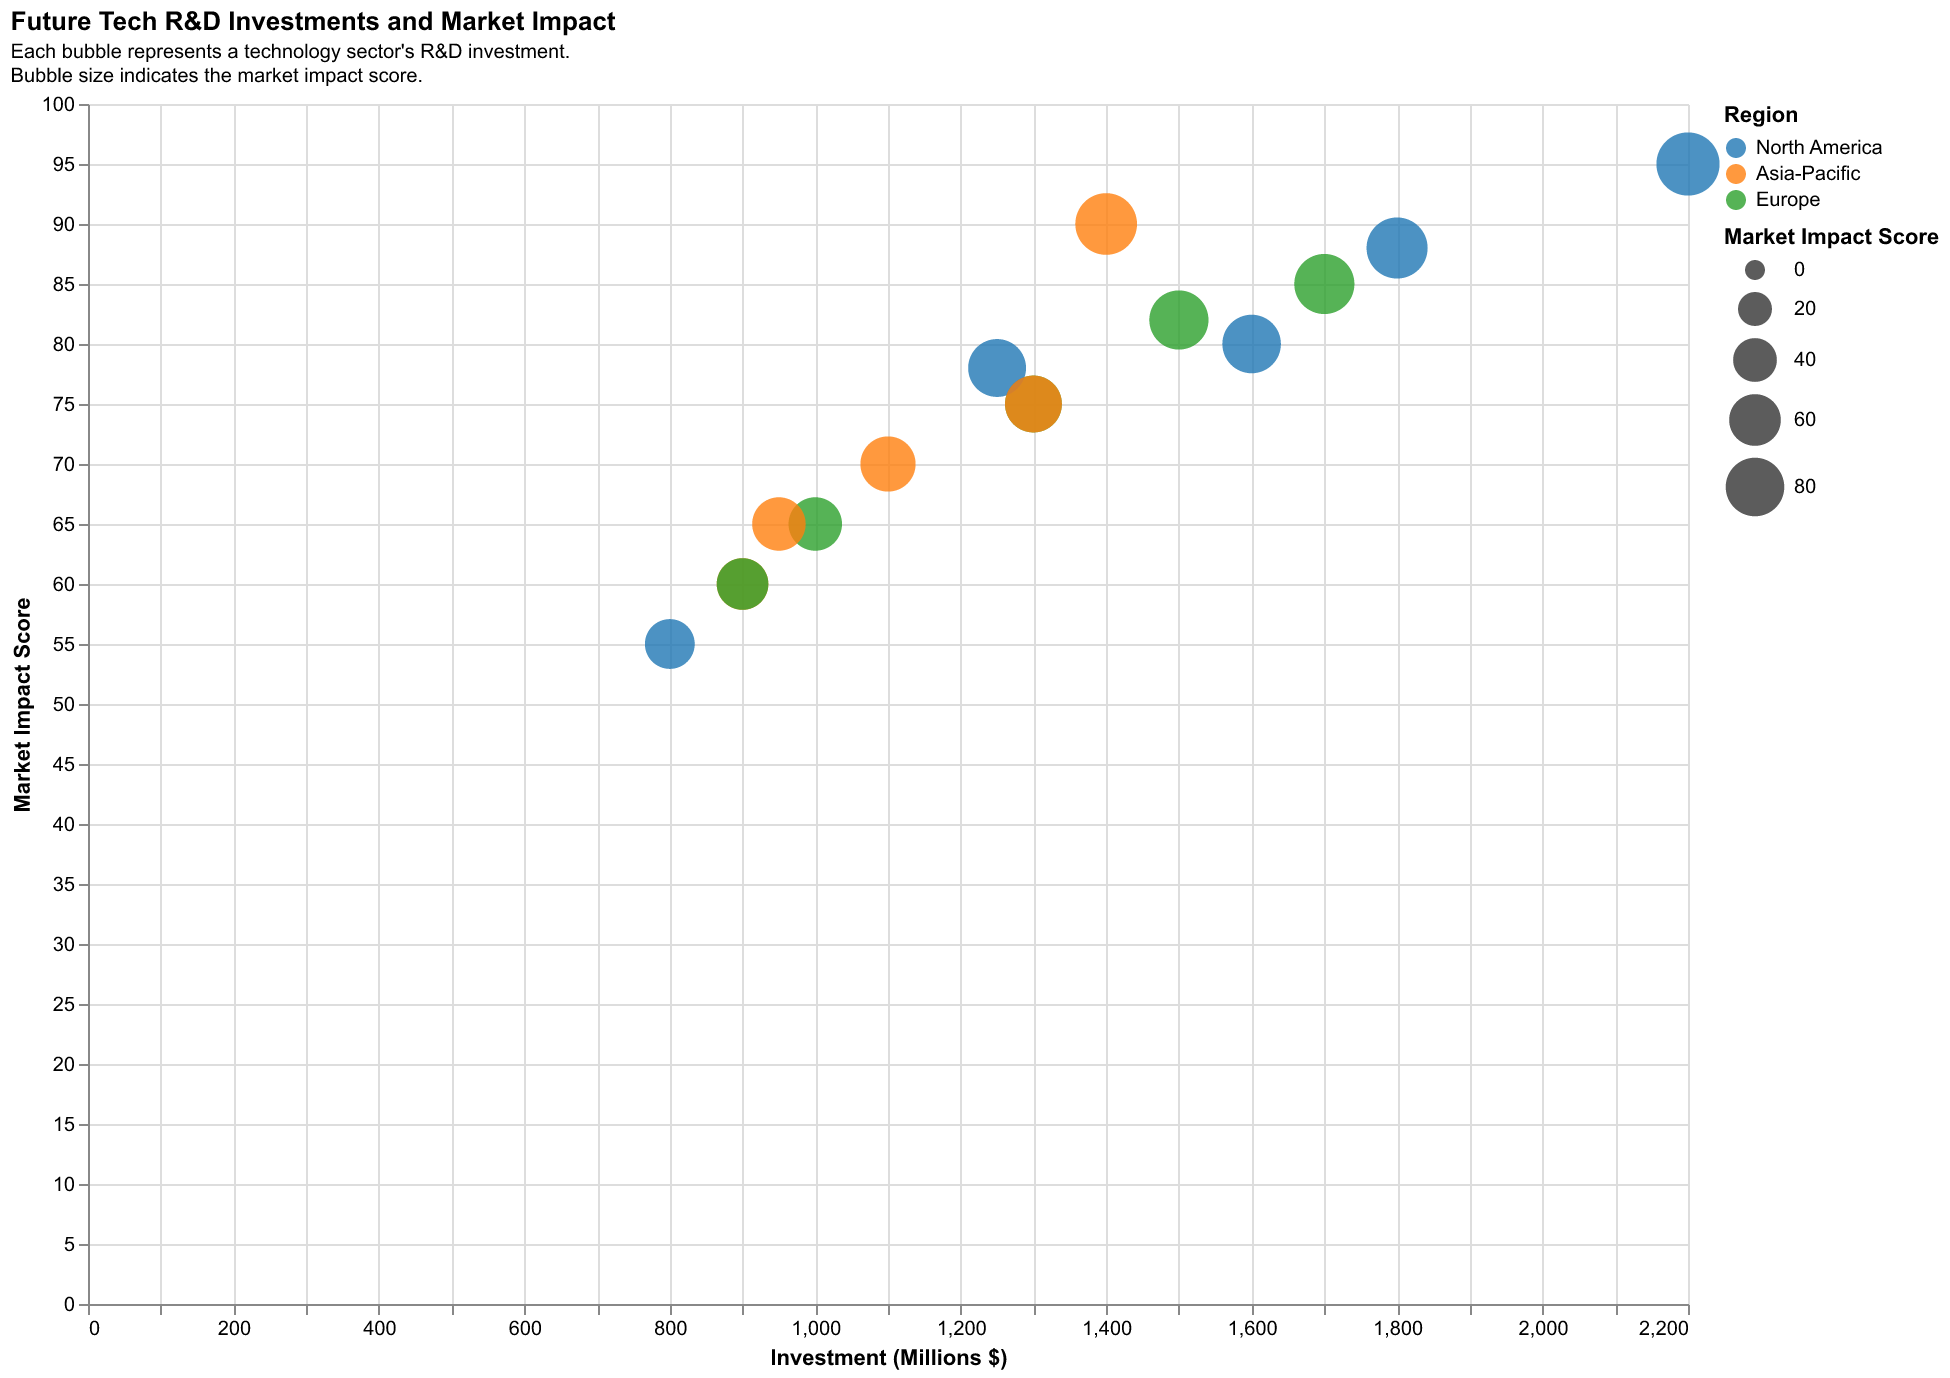 Future Tech R&D Investments and Market Impact
Each bubble represents a technology sector's R&D investment.
Bubble size indicates the market impact score.
100
95
90
85
80
75
70
65
60
55
50
45
40
35
30
25
20
15
10
5
0
Market Impact Score
0 200 400 600 800 1,000 1,200 1,400 1,600 1,800 2,000 2,200
Investment (Millions $)
Region
North America
Asia-Pacific
Europe
Market Impact Score
0
20
40
60
80